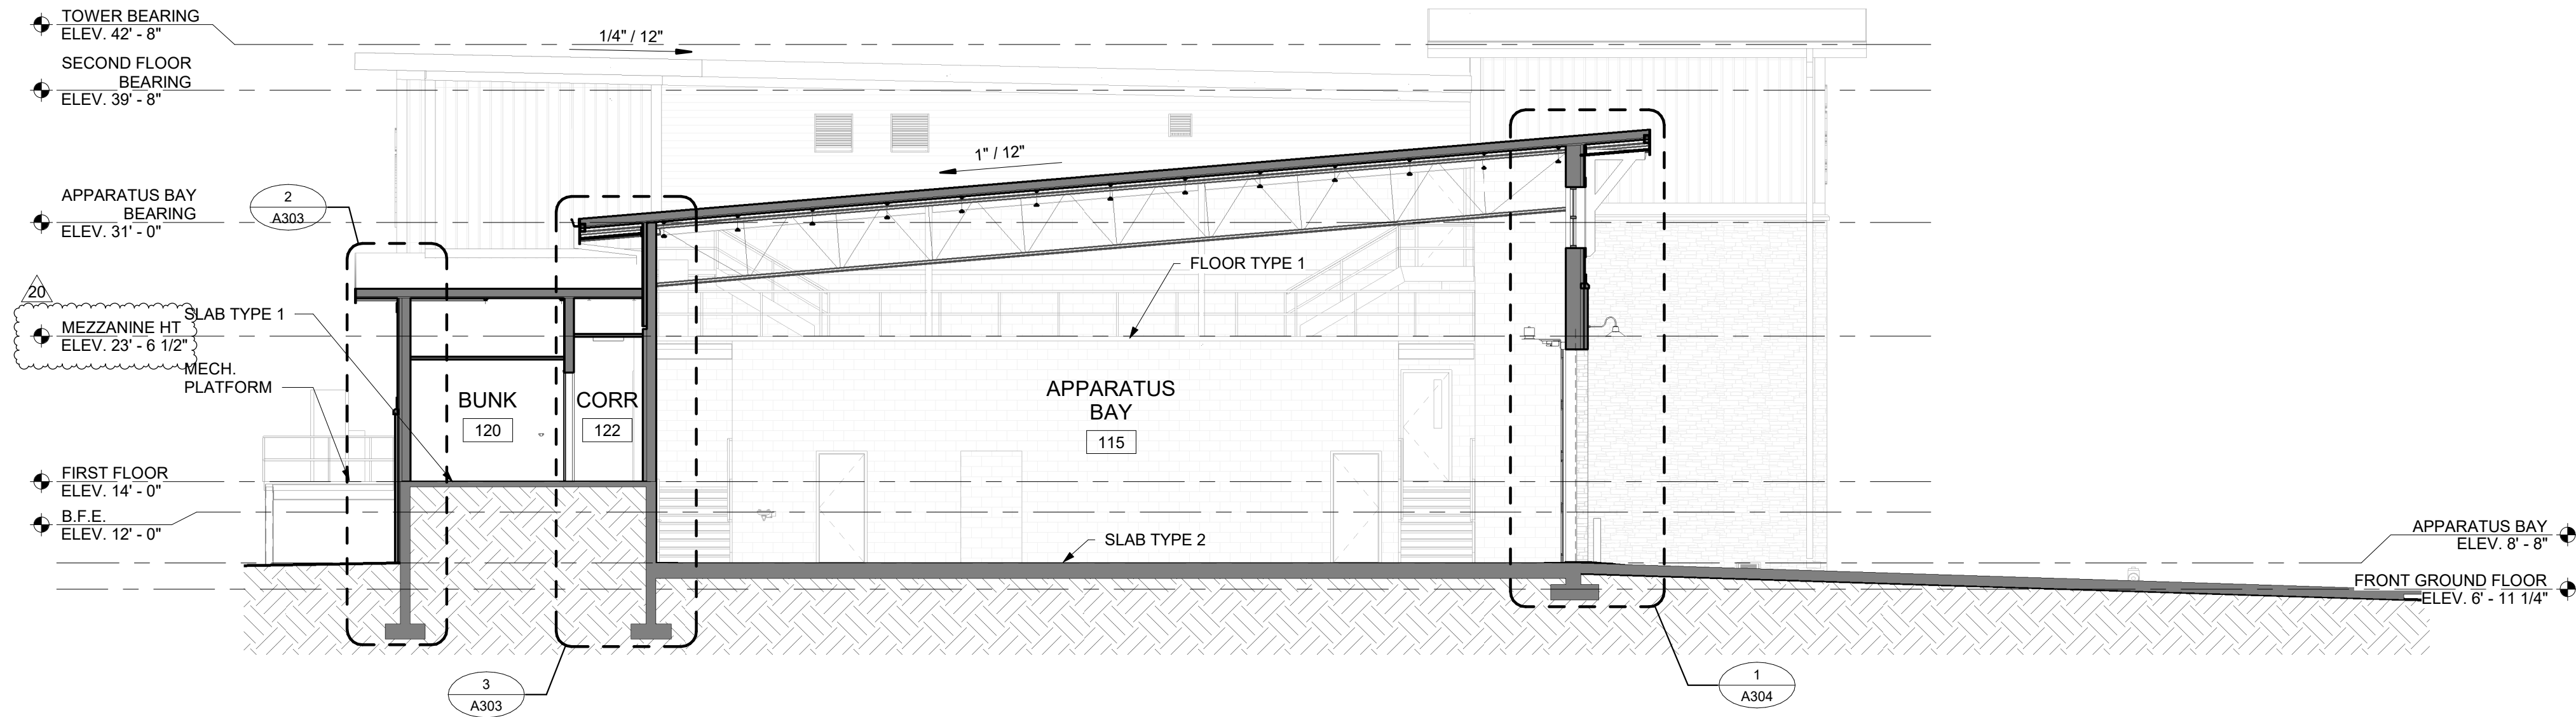 TOWER BEARING
ELEV. 42' - 8"
SECOND FLOOR
BEARING
ELEV. 39' - 8"
1/4" / 12"
1" / 12"
APPARATUS BAY
BEARING
ELEV. 31' - 0"
2
A303
20
MEZZANINE HT
ELEV. 23' - 6 1/2"
SLAB TYPE 1
MECH.
PLATFORM
FLOOR TYPE 1
BUNK
120
CORR
122
APPARATUS
BAY
115
FIRST FLOOR
ELEV. 14' - 0"
B.F.E.
ELEV. 12' - 0"
SLAB TYPE 2
APPARATUS BAY
ELEV. 8' - 8"
FRONT GROUND FLOOR
ELEV. 6' - 11 1/4"
3
A303
1
A304